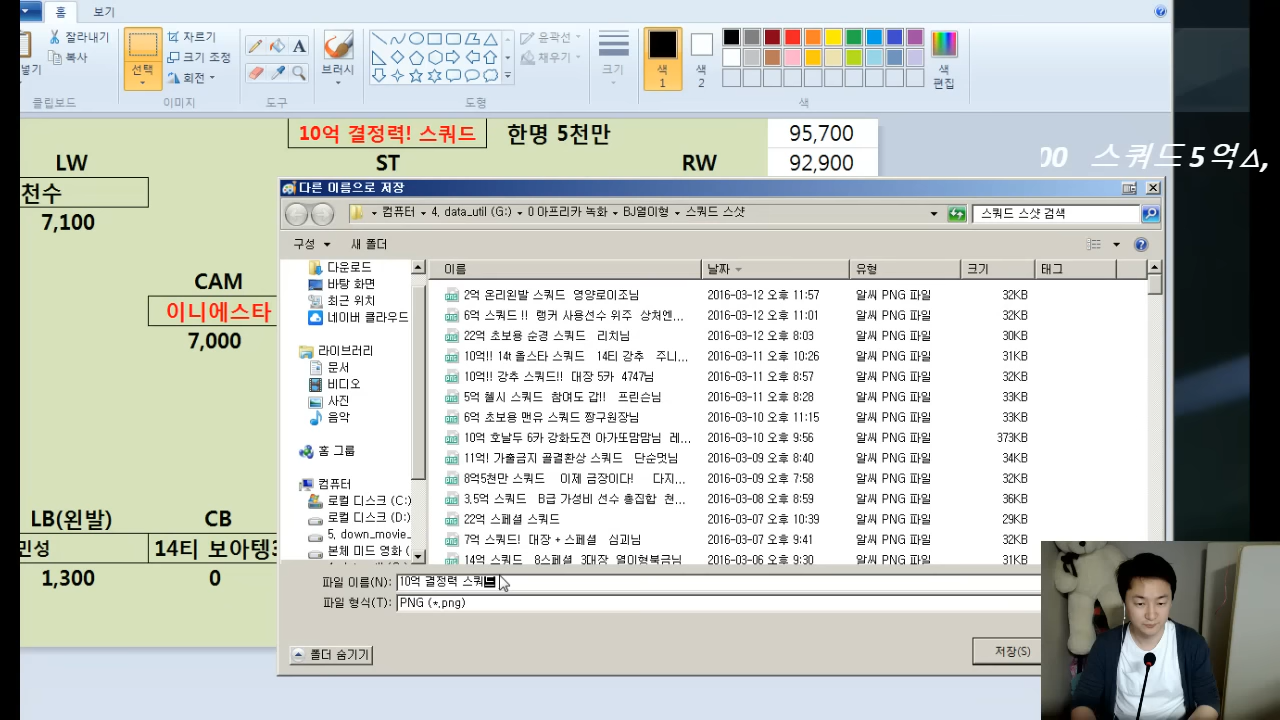 홈 보기
넣기 잘라내기 복사
선택
자르기
크기 조정
회전
A
브러시
윤곽선
채우기
크기
색 1
색 2
색 편집
클립보드 이미지 도구 도형 색
10억 결정력! 스쿼드 한명 5천만 95,700
LW ST RW 92,900
00 스쿼드5억△,
천수
7,100
CAM
이니에스타
7,000
LB(왼발) CB
민성 14티 보아텡
1,300 0
다른 이름으로 저장
컴퓨터 4, data_util (G:) 0 아프리카 녹화 BJ열이형 스쿼드 스샷
스쿼드 스샷 검색
구성 새 폴더
다운로드
바탕 화면
최근 위치
네이버 클라우드
라이브러리
문서
비디오
사진
음악
홈 그룹
컴퓨터
로컬 디스크 (C:)
로컬 디스크 (D:)
5, down_movie_
본체 미드 영화 (
이름 날짜 유형 크기 태그
2억 온리왼발 스쿼드 영양로이조님 2016-03-12 오후 11:57 알씨 PNG 파일 32KB
6억 스쿼드 !! 랭커 사용선수 위주 상처엔... 2016-03-12 오후 11:01 알씨 PNG 파일 32KB
22억 초보용 순경 스쿼드 리치님 2016-03-12 오후 8:03 알씨 PNG 파일 30KB
10억!! 14t 올스타 스쿼드 14티 강추 주니... 2016-03-11 오후 10:26 알씨 PNG 파일 31KB
10억!! 강추 스쿼드!! 대장 5카 4747님 2016-03-11 오후 8:57 알씨 PNG 파일 32KB
5억 첼시 스쿼드 참여도 갑!! 프린슨님 2016-03-11 오후 8:28 알씨 PNG 파일 33KB
6억 초보용 맨유 스쿼드 짱구원장님 2016-03-10 오후 11:15 알씨 PNG 파일 33KB
10억 호날두 6카 강화도전 아가또맘맘님 레... 2016-03-10 오후 9:56 알씨 PNG 파일 373KB
11억! 가출금지 골결환상 스쿼드 단순멋님 2016-03-09 오후 8:40 알씨 PNG 파일 34KB
8억5천만 스쿼드 이제 금장이다! 다지... 2016-03-09 오후 7:58 알씨 PNG 파일 32KB
3,5억 스쿼드 B급 가성비 선수 총집합 천... 2016-03-08 오후 8:59 알씨 PNG 파일 36KB
22억 스페셜 스쿼드 2016-03-07 오후 10:39 알씨 PNG 파일 29KB
7억 스쿼드! 대장 + 스페셜 심괴님 2016-03-07 오후 9:41 알씨 PNG 파일 32KB
14억 스쿼드 8스페셜 3대장 열이형복금님 2016-03-06 오후 9:30 알씨 PNG 파일 31KB
파일 이름(N): 10억 결정력 스쿼
파일 형식(T): PNG (*,png)
폴더 숨기기 저장(S)